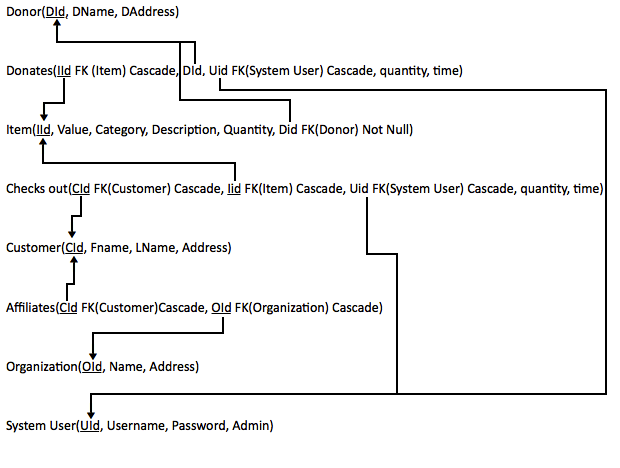 Donor(DId, DName, DAddress)
Donates(IId FK (Item) Cascade, DId, Uid FK(System User) Cascade, quantity, time)
Item(IId, Value, Category, Description, Quantity, Did FK(Donor) Not Null)
Checks out(CId FK(Customer) Cascade, Iid FK(Item) Cascade, Uid FK(System User) Cascade, quantity, time)
Customer(CId, Fname, LName, Address)
Affiliates(CId FK(Customer)Cascade, OId FK(Organization) Cascade)
Organization(OId, Name, Address)
System User(UId, Username, Password, Admin)